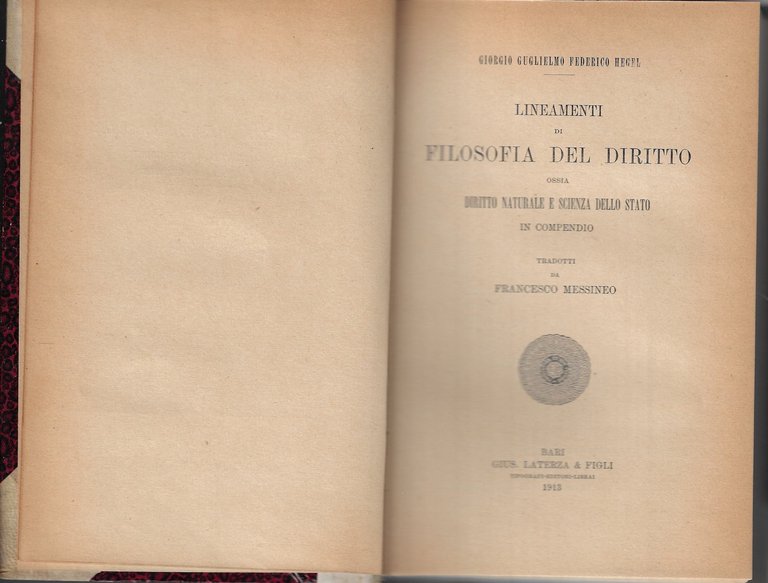 GIORGIO GUGLIELMO FEDERICO HEGEL
LINEAMENTI
DI
FILOSOFIA DEL DIRITTO
OSSIA
DIRITTO NATURALE E SCIENZA DELLO STATO
IN COMPENDIO
TRADOTTI
DA
FRANCESCO MESSINEO
BARI
GIUS. LATERZA & FIGLI
TIPOGRAFI-EDITORI-LIBRAI
1913